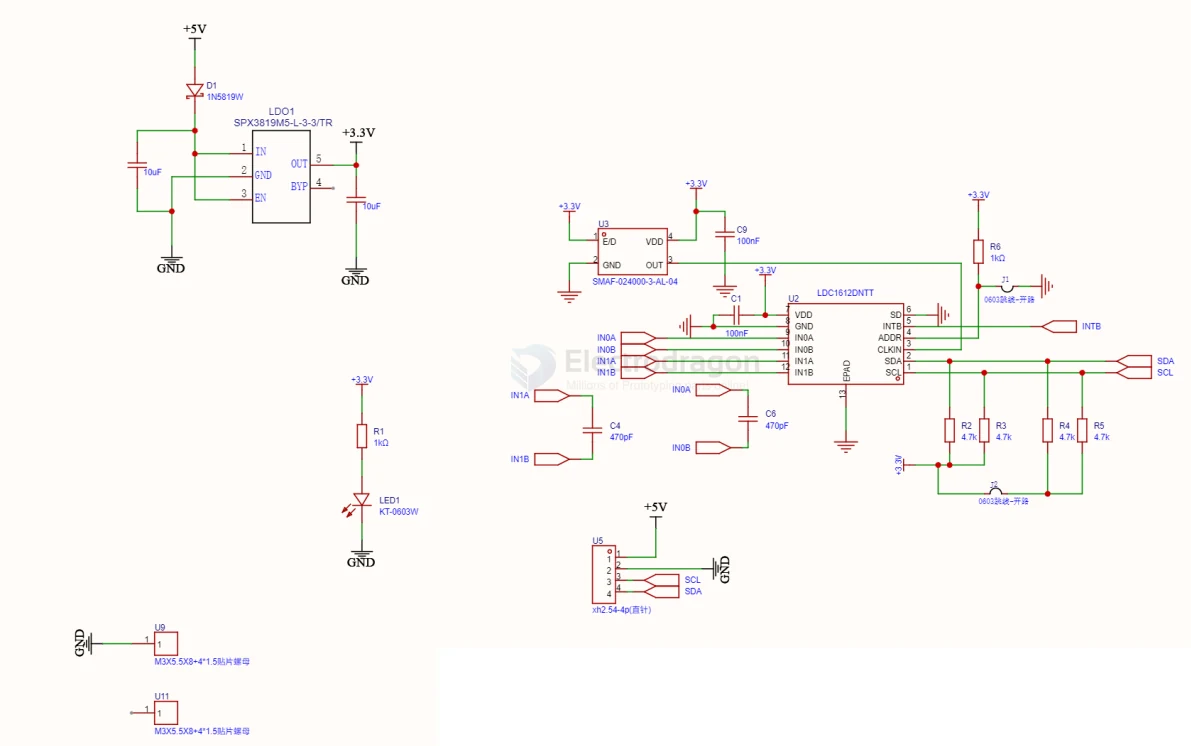 +5V
D1
1N5819W
LDO1
SPX3819M5-L-3-3/TR
+3.3V
10uF
1 IN
2 GND
3 EN
OUT 5
BYP 4
10uF
GND
GND
+3.3V
+3.3V
U3
1 E/D
VDD 4
2 GND
OUT 3
SMAF-024000-3-AL-04
C9
100nF
+3.3V
R6
1kΩ
J1
0603跳线-开路
+3.3V
C1
100nF
U2
LDC1612DNTT
7 VDD
8 GND
9 IN0A
10 IN0B
11 IN1A
12 IN1B
SD 6
INTB 5
ADDR 4
CLKIN 3
SDA 2
SCL 1
EPAD
13
IN0A
IN0B
IN1A
IN1B
INTB
SDA
SCL
Electrodragon
IN1A
C4
470pF
IN1B
IN0A
C6
470pF
IN0B
R2
4.7k
R3
4.7k
R4
4.7k
R5
4.7k
+3.3V
J2
0603跳线-开路
+3.3V
R1
1kΩ
LED1
KT-0603W
GND
+5V
U5
1 1
2 2
3 3
4 4
GND
SCL
SDA
xh2.54-4p(直针)
GND
U9
1 1
M3X5.5X8+4*1.5贴片螺母
U11
1 1
M3X5.5X8+4*1.5贴片螺母